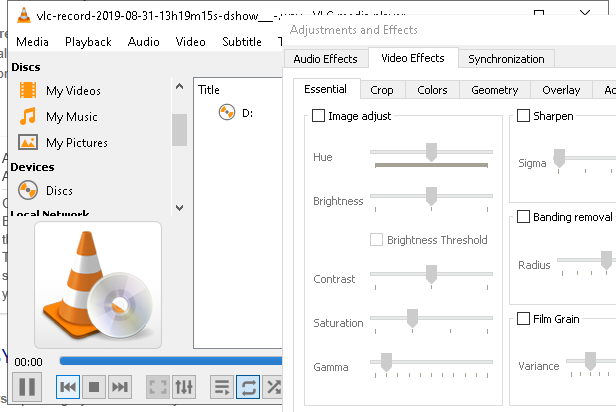 vlc-record-2019-08-31-13h19m15s-dshow___-.wav - VLC media player
Adjustments and Effects
Media Playback Audio Video Subtitle T
Audio Effects Video Effects Synchronization
Discs
My Videos
My Music
My Pictures
Devices
Discs
Local Network
Title
D:
Essential Crop Colors Geometry Overlay
Image adjust
Hue
Brightness
Brightness Threshold
Contrast
Saturation
Gamma
Sharpen
Sigma
Banding removal
Radius
Film Grain
Variance
00:00